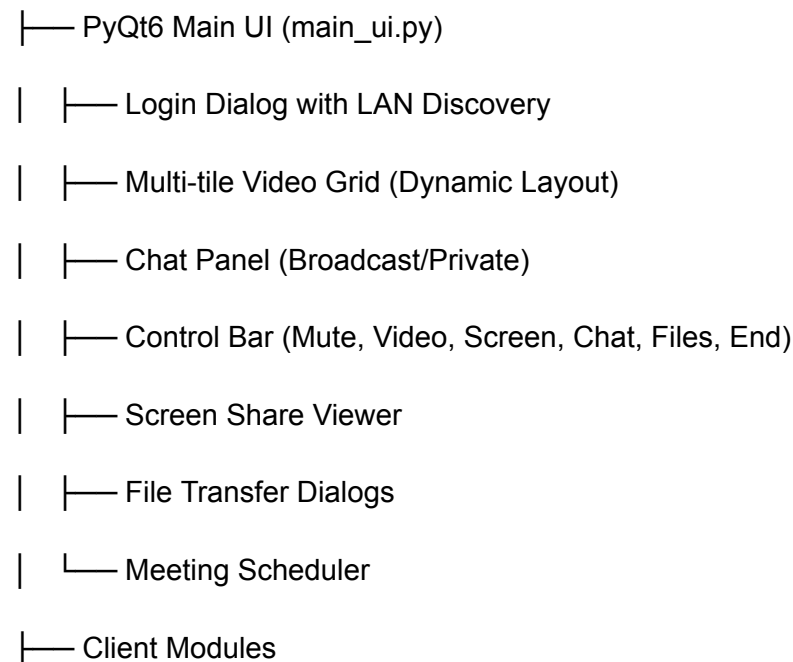 ├── PyQt6 Main UI (main_ui.py)
│ ├── Login Dialog with LAN Discovery
│ ├── Multi-tile Video Grid (Dynamic Layout)
│ ├── Chat Panel (Broadcast/Private)
│ ├── Control Bar (Mute, Video, Screen, Chat, Files, End)
│ ├── Screen Share Viewer
│ ├── File Transfer Dialogs
│ └── Meeting Scheduler
├── Client Modules